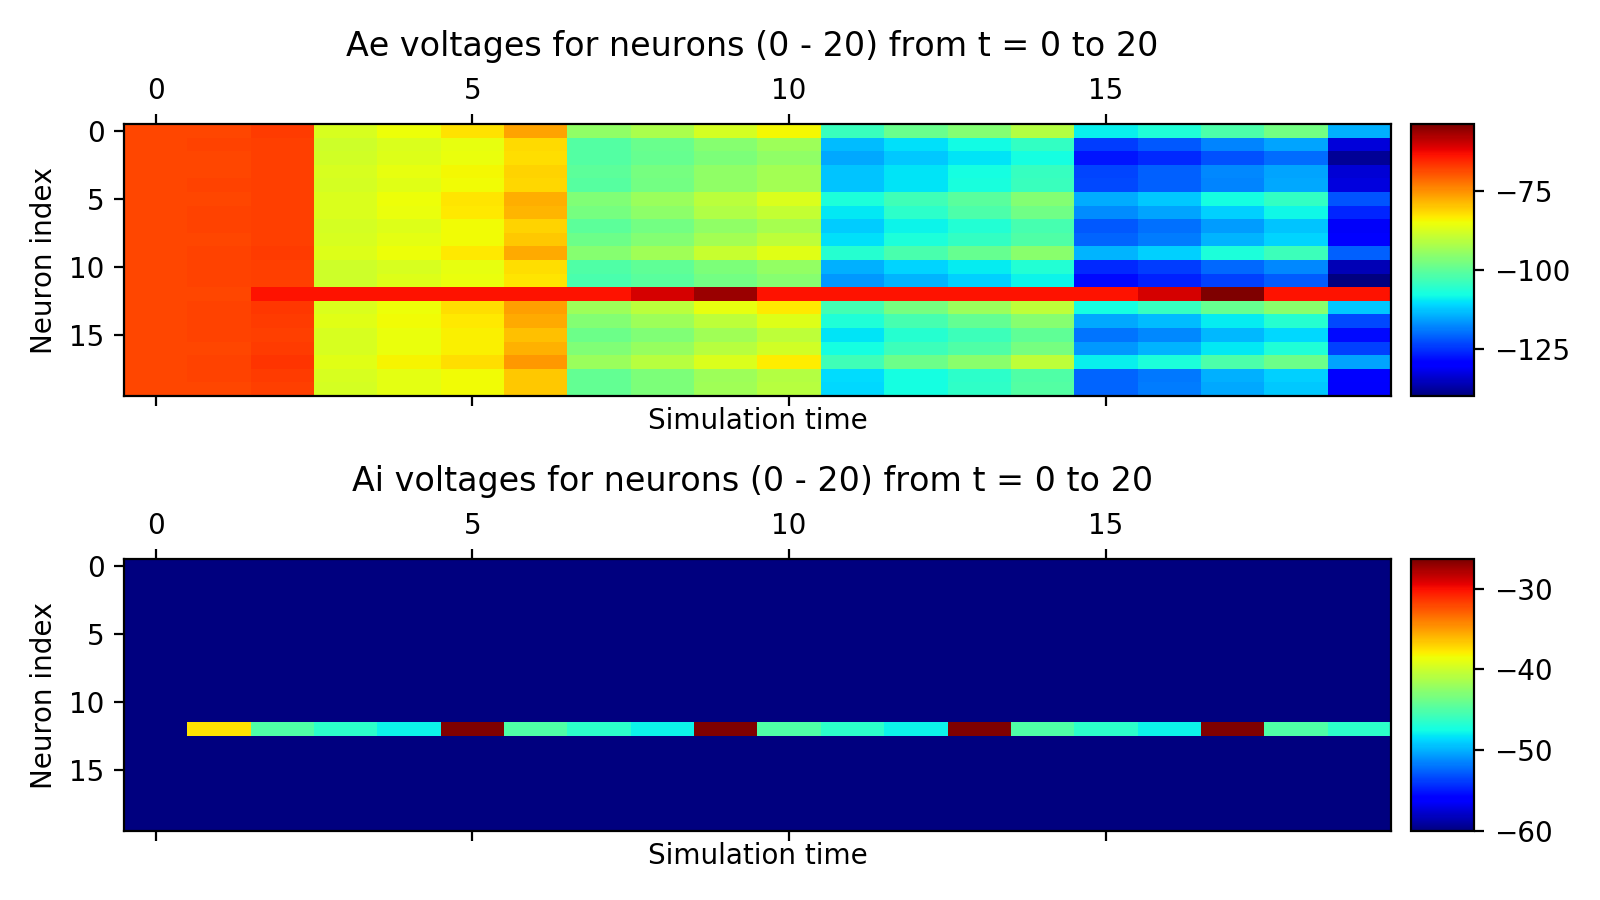 Ae voltages for neurons (0 - 20) from t = 0 to 20
0 5 10 15
Neuron index
0
5
10
15
Simulation time
−75
−100
−125
Ai voltages for neurons (0 - 20) from t = 0 to 20
0 5 10 15
Neuron index
0
5
10
15
Simulation time
−30
−40
−50
−60